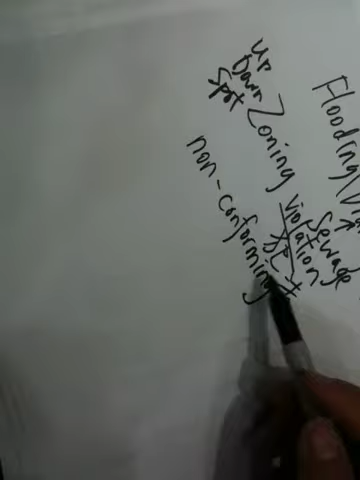 Flooding/
Sewage
Up
Down
Spot
Zoning violation
non-conforming